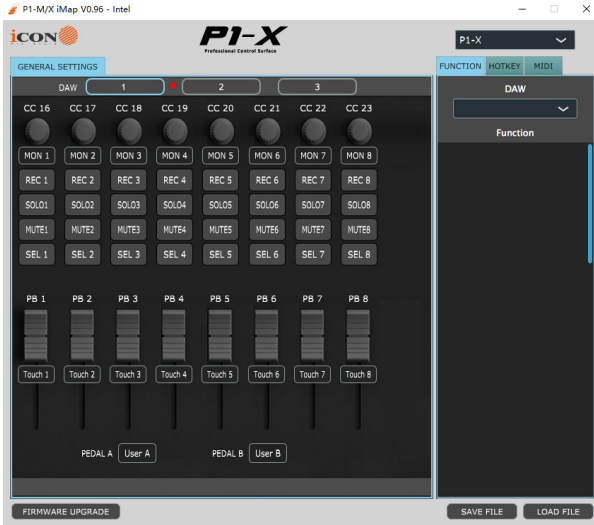 P1-M/X iMap V0.96 - Intel
iCON
P1-X
Professional Control Surface
P1-X
GENERAL SETTINGS
FUNCTION HOTKEY MIDI
DAW 1 2 3
DAW
CC 16 CC 17 CC 18 CC 19 CC 20 CC 21 CC 22 CC 23
Function
MON 1 MON 2 MON 3 MON 4 MON 5 MON 6 MON 7 MON 8
REC 1 REC 2 REC 3 REC 4 REC 5 REC 6 REC 7 REC 8
SOLO1 SOLO2 SOLO3 SOLO4 SOLO5 SOLO6 SOLO7 SOLO8
MUTE1 MUTE2 MUTE3 MUTE4 MUTE5 MUTE6 MUTE7 MUTE8
SEL 1 SEL 2 SEL 3 SEL 4 SEL 5 SEL 6 SEL 7 SEL 8
PB 1 PB 2 PB 3 PB 4 PB 5 PB 6 PB 7 PB 8
Touch 1 Touch 2 Touch 3 Touch 4 Touch 5 Touch 6 Touch 7 Touch 8
PEDAL A User A PEDAL B User B
FIRMWARE UPGRADE
SAVE FILE LOAD FILE